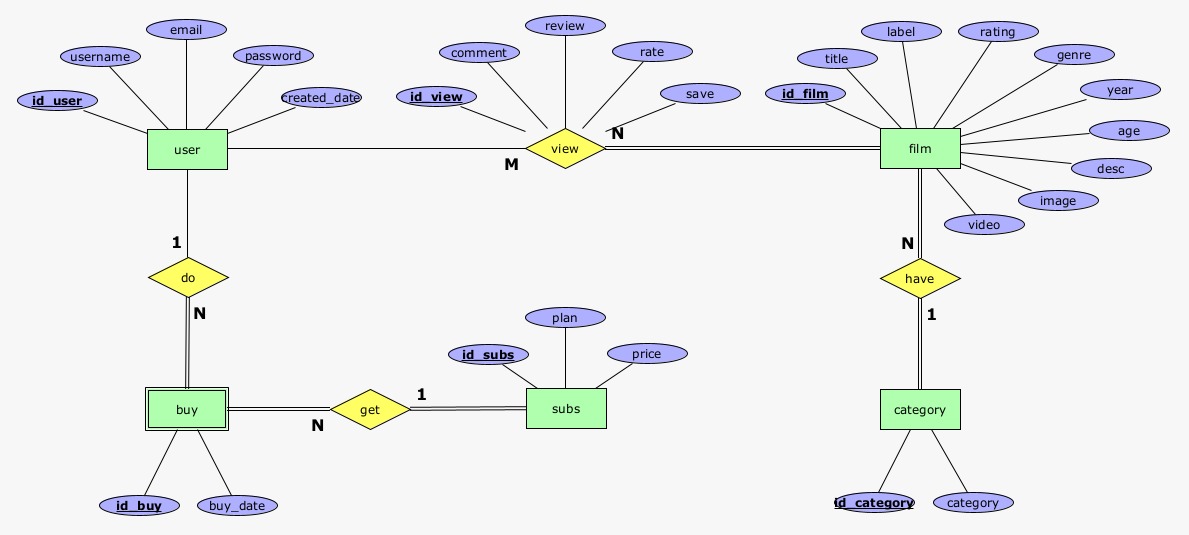 email
username
password
id_user
created_date
user
review
comment
rate
id_view
save
view
M
N
label
rating
title
genre
id_film
year
age
desc
image
video
film
1
do
N
buy
id_buy
buy_date
N
get
1
plan
id_subs
price
subs
N
have
1
category
id_category
category